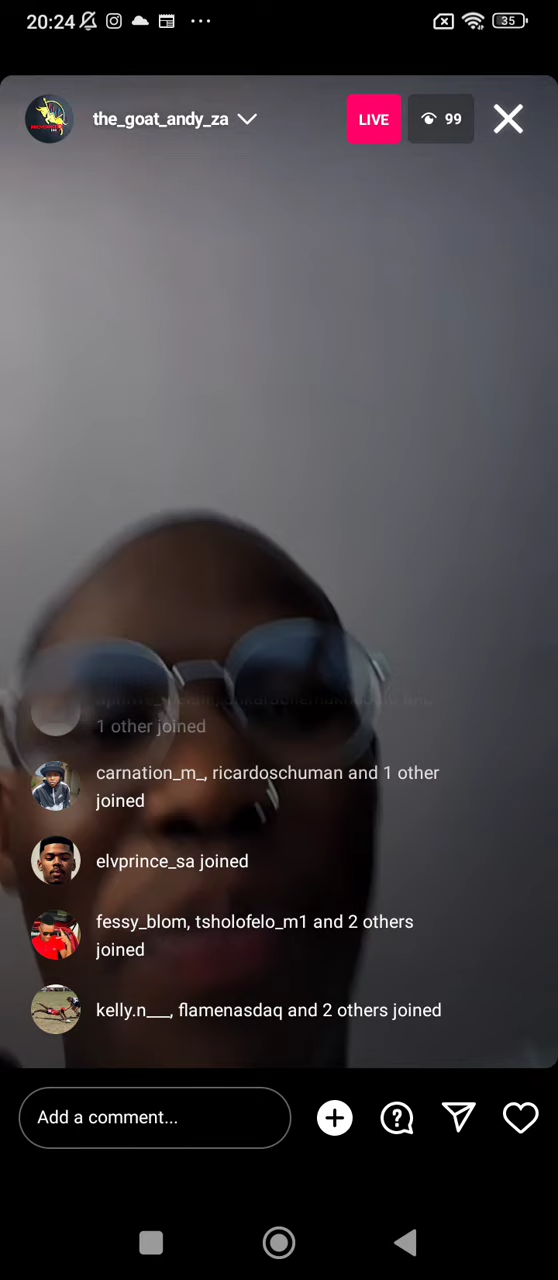 20:24
35
the_goat_andy_za
LIVE
99
1 other joined
carnation_m_, ricardoschuman and 1 other
joined
elvprince_sa joined
fessy_blom, tsholofelo_m1 and 2 others
joined
kelly.n___, flamenasdaq and 2 others joined
Add a comment...